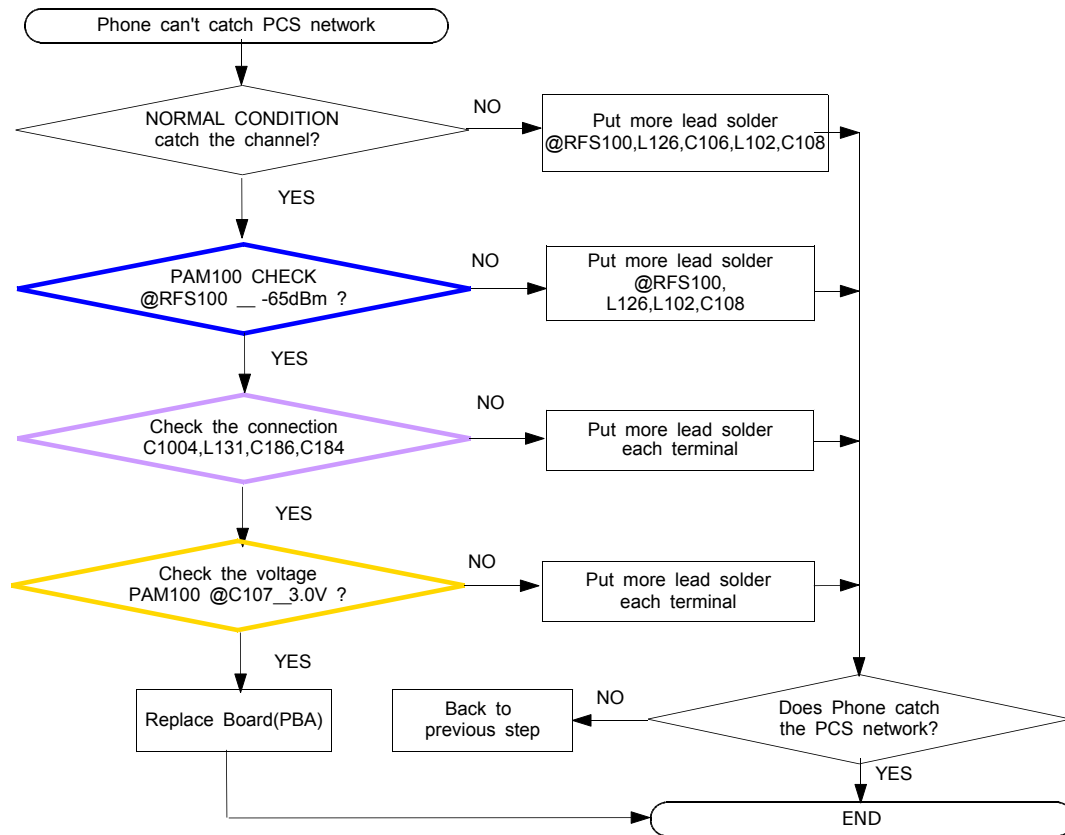 Phone can't catch PCS network
NORMAL CONDITION
catch the channel?
NO
Put more lead solder
@RFS100,L126,C106,L102,C108
YES
PAM100 CHECK
@RFS100 __ -65dBm ?
NO
Put more lead solder
@RFS100,
L126,L102,C108
YES
Check the connection
C1004,L131,C186,C184
NO
Put more lead solder
each terminal
YES
Check the voltage
PAM100 @C107__3.0V ?
NO
Put more lead solder
each terminal
YES
Replace Board(PBA)
Back to
previous step
NO
Does Phone catch
the PCS network?
YES
END